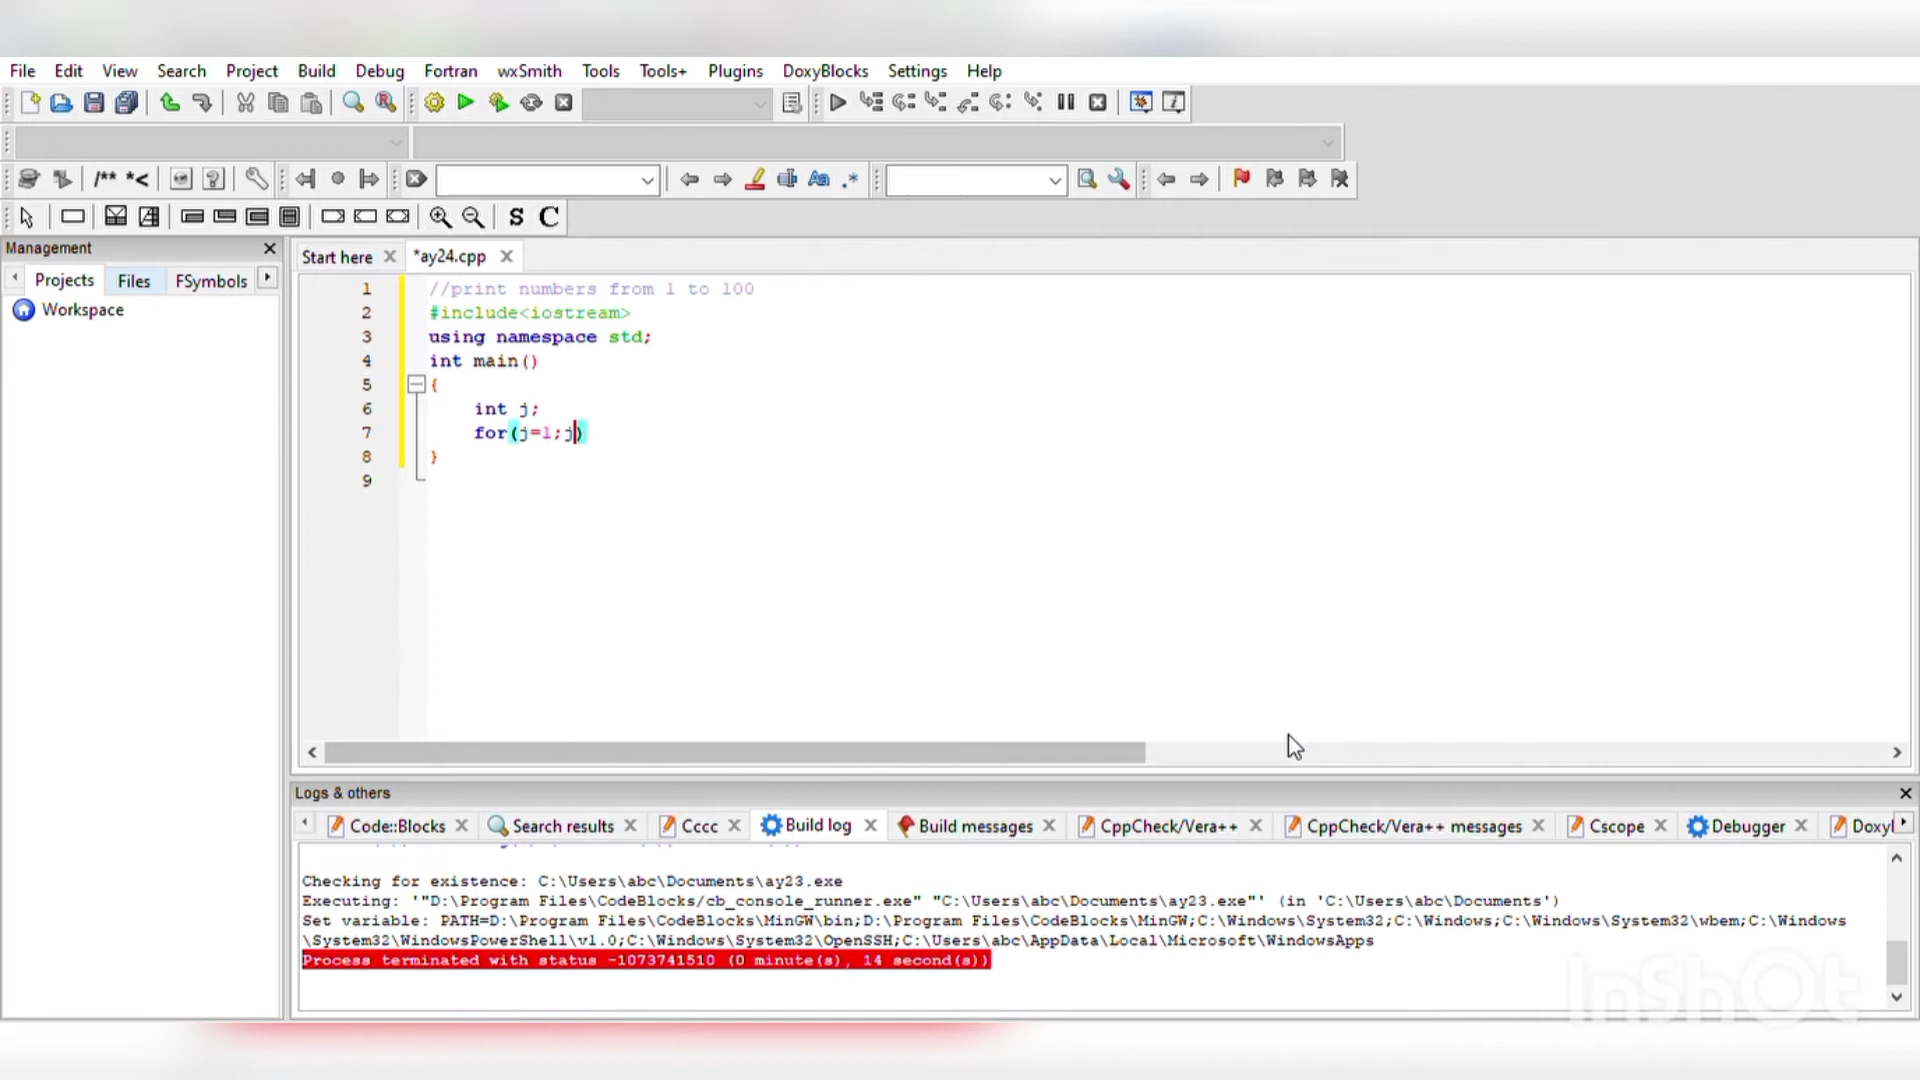 File Edit View Search Project Build Debug Fortran wxSmith Tools Tools+ Plugins DoxyBlocks Settings Help
/** *<
Aa .*
S C
Management
Projects Files FSymbols
Workspace
Start here *ay24.cpp
1 //print numbers from 1 to 100
2 #include<iostream>
3 using namespace std;
4 int main()
5 {
6 int j;
7 for(j=1;j)
8 }
9
Logs & others
Code::Blocks Search results Cccc Build log Build messages CppCheck/Vera++ CppCheck/Vera++ messages Cscope Debugger
Checking for existence: C:\Users\abc\Documents\ay23.exe
Executing: '"D:\Program Files\CodeBlocks/cb_console_runner.exe" "C:\Users\abc\Documents\ay23.exe"' (in 'C:\Users\abc\Documents')
Set variable: PATH=D:\Program Files\CodeBlocks\MinGW\bin;D:\Program Files\CodeBlocks\MinGW;C:\Windows\System32;C:\Windows;C:\Windows\System32\wbem;C:\Windows
\System32\WindowsPowerShell\v1.0;C:\Windows\System32\OpenSSH;C:\Users\abc\AppData\Local\Microsoft\WindowsApps
Process terminated with status -1073741510 (0 minute(s), 14 second(s))
InShOt